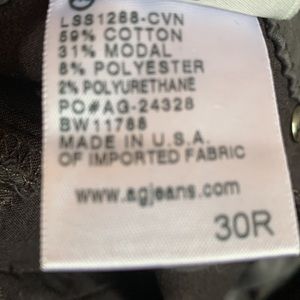 LSS1288-CVN
59% COTTON
31% MODAL
8% POLYESTER
2% POLYURETHANE
PO#AG-24328
BW11788
MADE IN U.S.A.
OF IMPORTED FABRIC
www.agjeans.com
30R